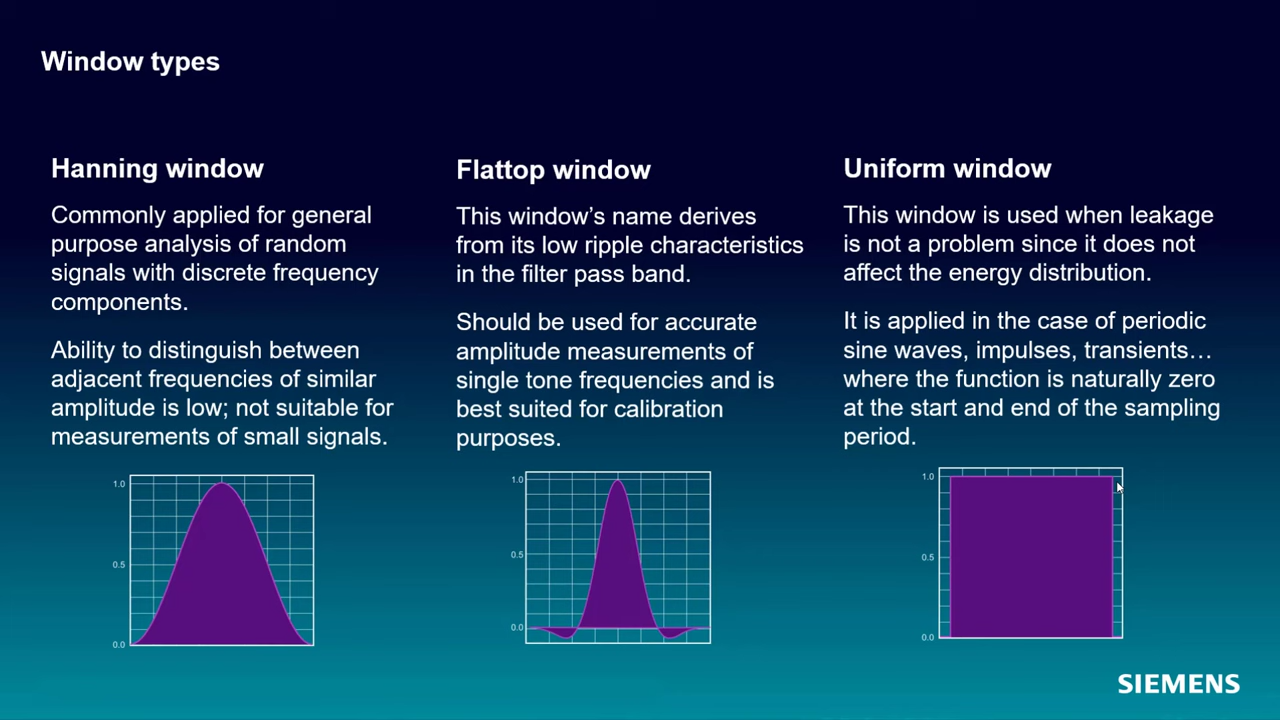 Window types
Hanning window
Commonly applied for general
purpose analysis of random
signals with discrete frequency
components.
Ability to distinguish between
adjacent frequencies of similar
amplitude is low; not suitable for
measurements of small signals.
1.0
0.5
0.0
Flattop window
This window’s name derives
from its low ripple characteristics
in the filter pass band.
Should be used for accurate
amplitude measurements of
single tone frequencies and is
best suited for calibration
purposes.
1.0
0.5
0.0
Uniform window
This window is used when leakage
is not a problem since it does not
affect the energy distribution.
It is applied in the case of periodic
sine waves, impulses, transients…
where the function is naturally zero
at the start and end of the sampling
period.
1.0
0.5
0.0
SIEMENS